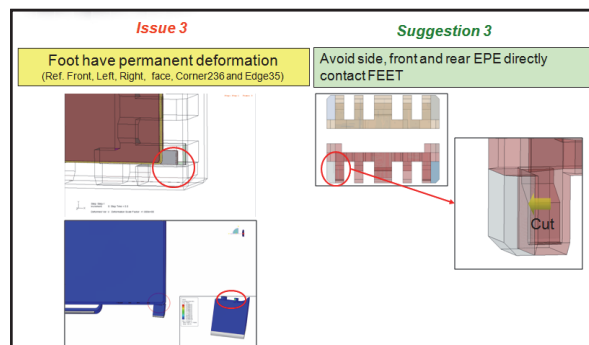 Issue 3
Suggestion 3
Foot have permanent deformation
(Ref. Front, Left, Right, face, Corner236 and Edge35)
Avoid side, front and rear EPE directly
contact FEET
Cut